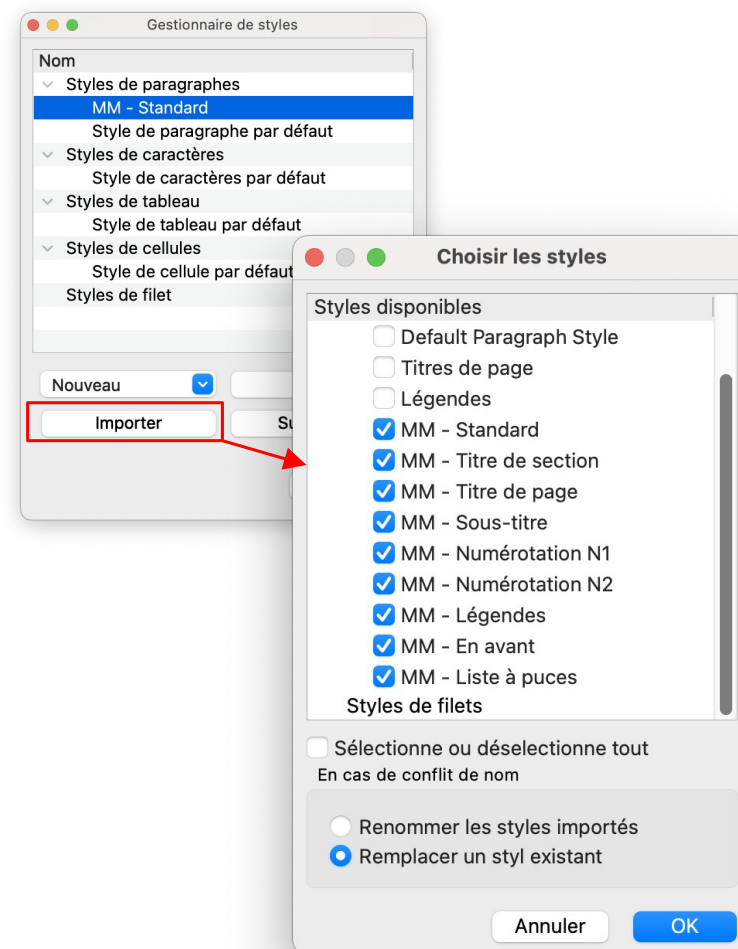 Gestionnaire de styles
Nom
Styles de paragraphes
MM - Standard
Style de paragraphe par défaut
Styles de caractères
Style de caractères par défaut
Styles de tableau
Style de tableau par défaut
Styles de cellules
Style de cellule par défaut
Styles de filet
Nouveau
Importer
Su
Choisir les styles
Styles disponibles
Default Paragraph Style
Titres de page
Légendes
MM - Standard
MM - Titre de section
MM - Titre de page
MM - Sous-titre
MM - Numérotation N1
MM - Numérotation N2
MM - Légendes
MM - En avant
MM - Liste à puces
Styles de filets
Sélectionne ou déselectionne tout
En cas de conflit de nom
Renommer les styles importés
Remplacer un styl existant
Annuler
OK